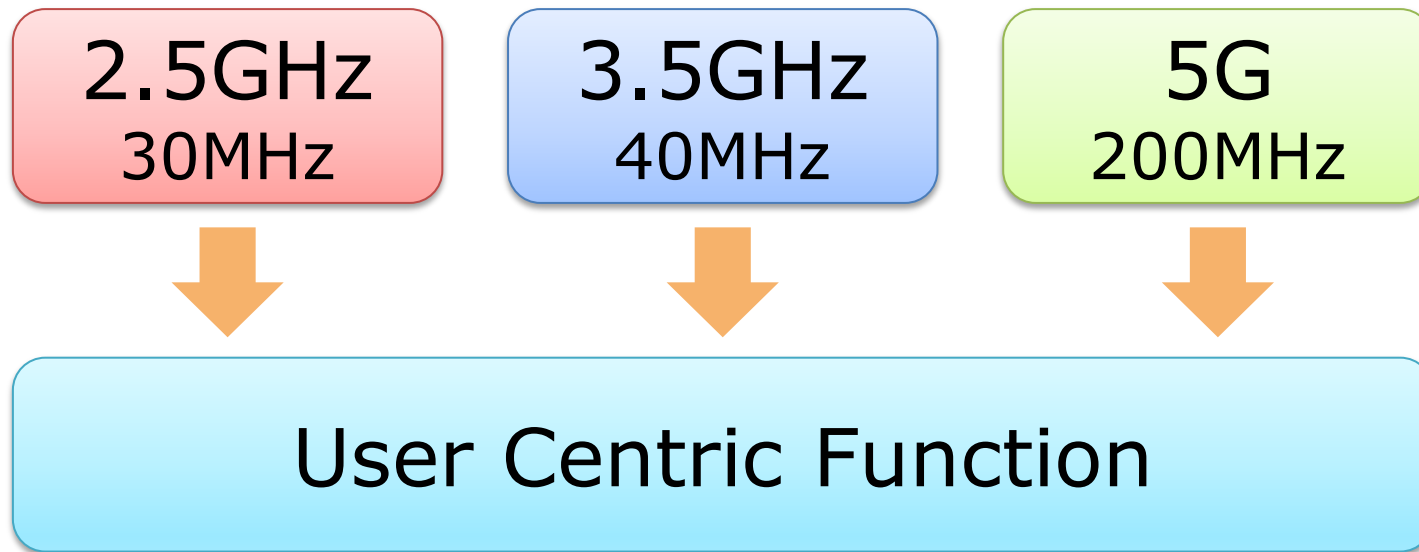 2.5GHz
30MHz
3.5GHz
40MHz
5G
200MHz
User Centric Function